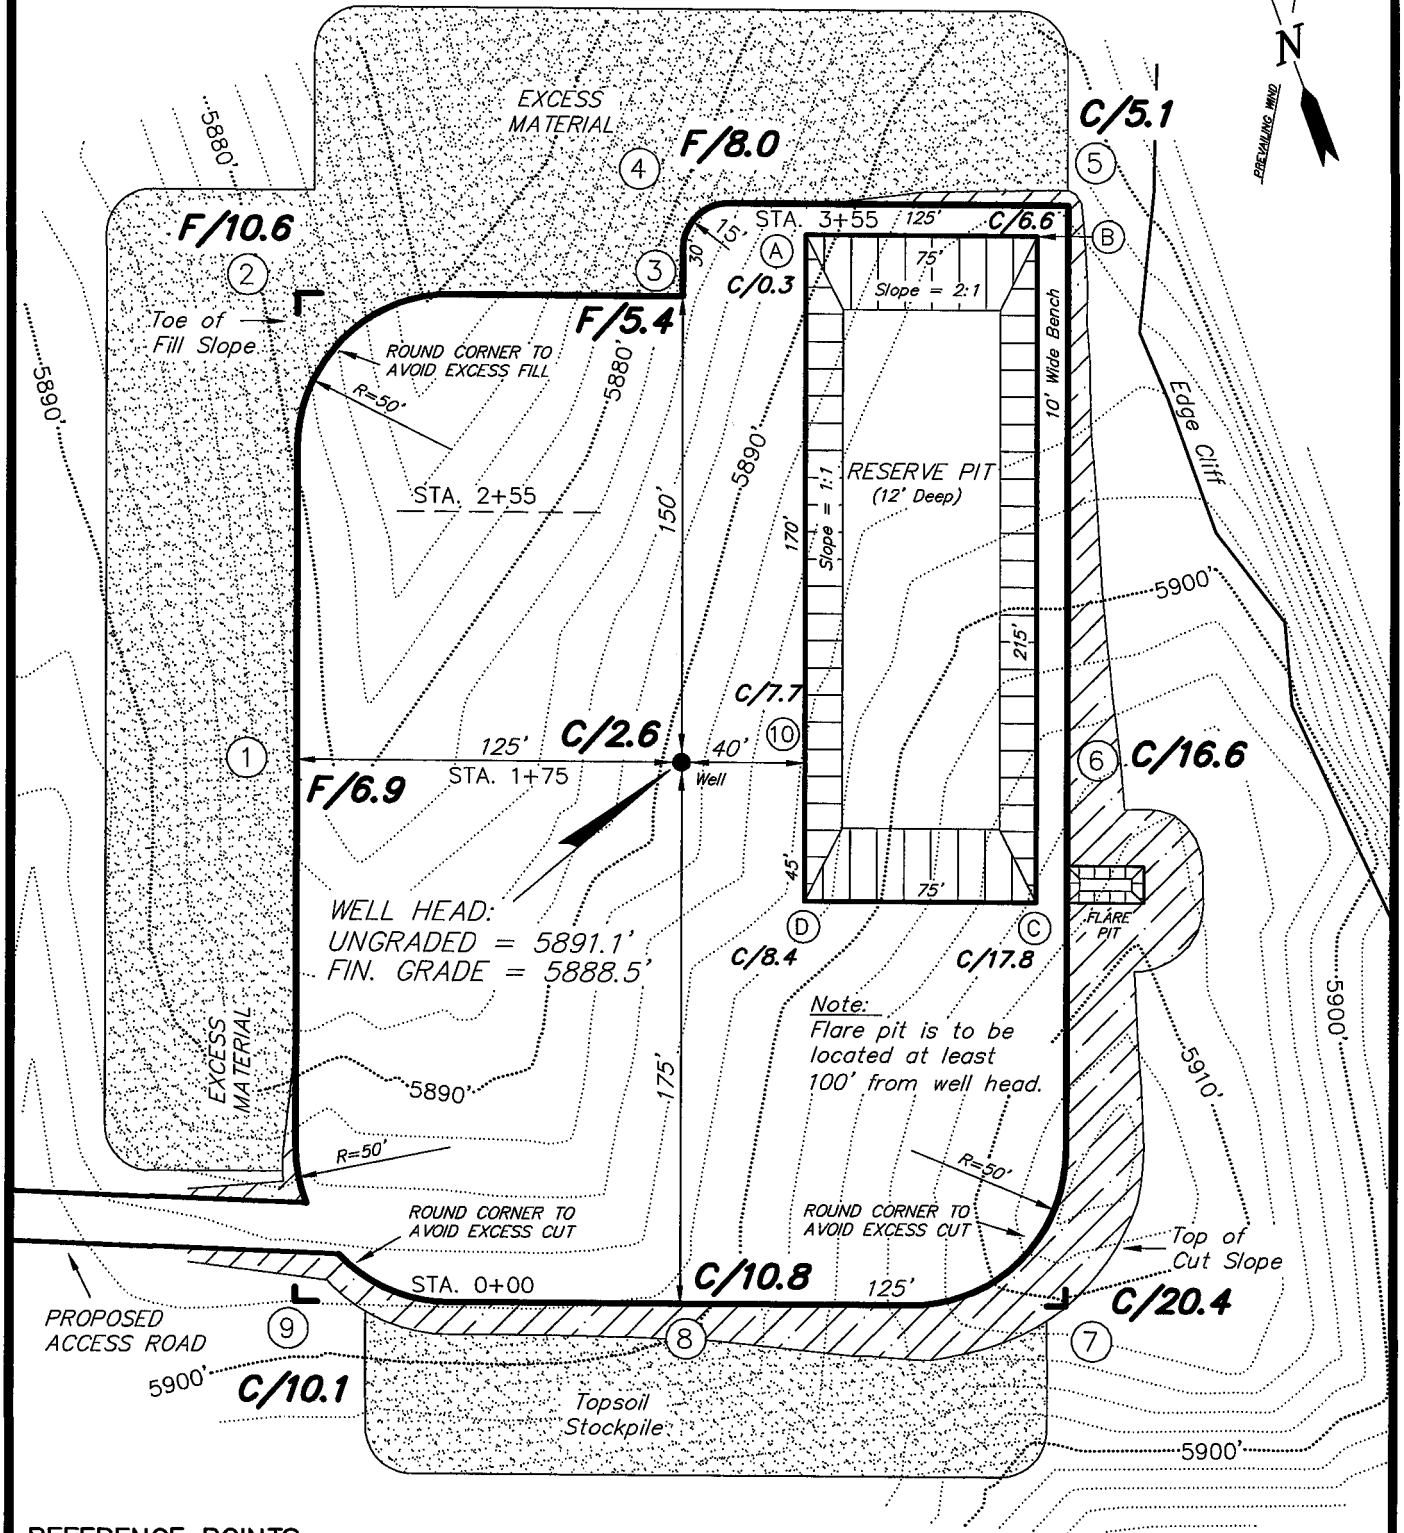 N
PREVAILING WIND
EXCESS
MATERIAL
C/5.1
5880'
F/8.0
4
5
F/10.6
2
STA. 3+55
125'
C/6.6
15'
30'
3
A
B
C/0.3
75'
Slope = 2:1
Toe of
Fill Slope
F/5.4
ROUND CORNER TO
AVOID EXCESS FILL
5880'
5890'
R=50'
10' Wide Bench
Edge Cliff
5890'
RESERVE PIT
(12' Deep)
STA. 2+55
150'
170'
Slope = 1:1
5900'
215'
C/7.7
1
125'
C/2.6
40'
10
6
C/16.6
STA. 1+75
Well
F/6.9
45'
75'
FLARE
PIT
WELL HEAD:
UNGRADED = 5891.1'
FIN. GRADE = 5888.5'
D
C
C/8.4
C/17.8
EXCESS
MATERIAL
Note:
Flare pit is to be
located at least
100' from well head.
5900'
5910'
5890'
175'
R=50'
R=50'
ROUND CORNER TO
AVOID EXCESS CUT
ROUND CORNER TO
AVOID EXCESS CUT
Top of
Cut Slope
STA. 0+00
C/10.8
125'
C/20.4
PROPOSED
ACCESS ROAD
9
8
7
5900'
C/10.1
Topsoil
Stockpile
5900'
REFERENCE POINTS